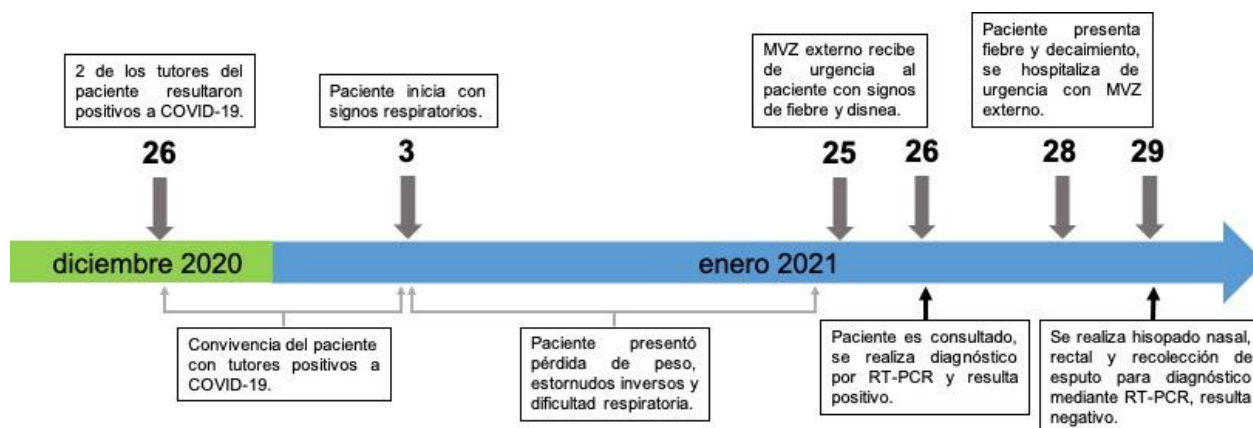 2 de los tutores del
paciente resultaron
positivos a COVID-19.
26
Paciente inicia con
signos respiratorios.
3
MVZ externo recibe
de urgencia al
paciente con signos
de fiebre y disnea.
25
26
Paciente presenta
fiebre y decaimiento,
se hospitaliza de
urgencia con MVZ
externo.
28
29
diciembre 2020
enero 2021
Convivencia del paciente
con tutores positivos a
COVID-19.
Paciente presentó
pérdida de peso,
estornudos inversos y
dificultad respiratoria.
Paciente es consultado,
se realiza diagnóstico
por RT-PCR y resulta
positivo.
Se realiza hisopado nasal,
rectal y recolección de
esputo para diagnóstico
mediante RT-PCR, resulta
negativo.